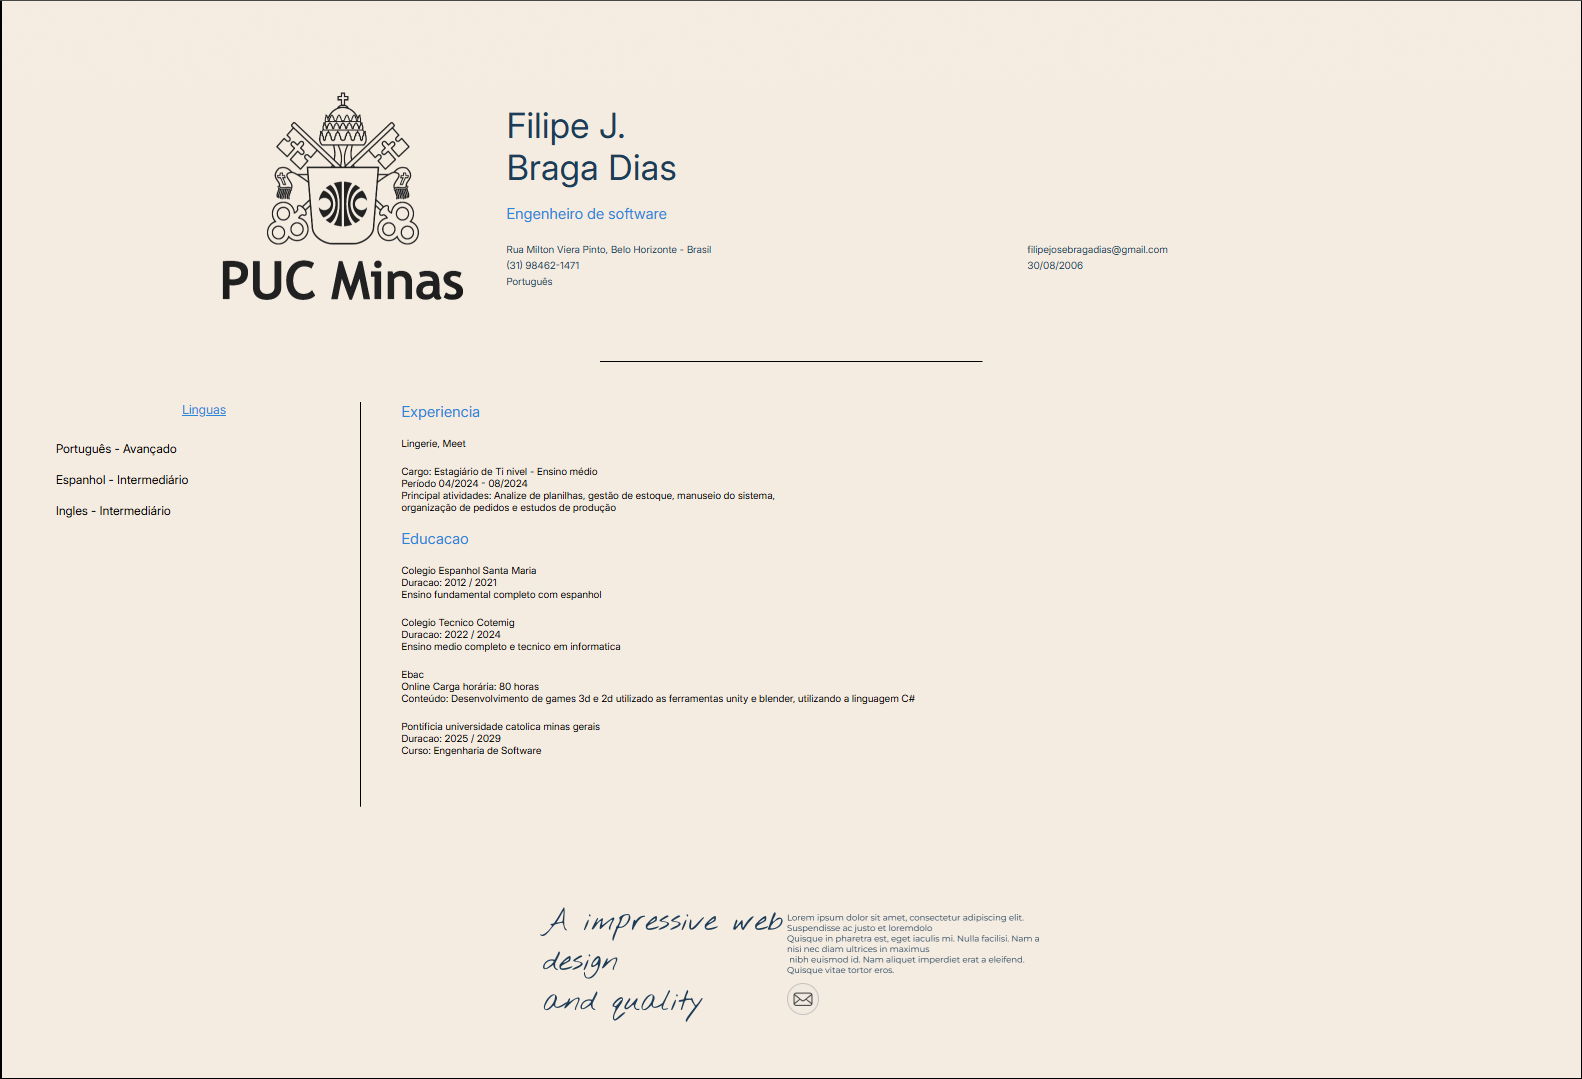 PUC Minas
Filipe J.
Braga Dias
Engenheiro de software
Rua Milton Viera Pinto, Belo Horizonte - Brasil
(31) 98462-1471
Português
filipejosebragadias@gmail.com
30/08/2006
Linguas
Português - Avançado
Espanhol - Intermediário
Ingles - Intermediário
Experiencia
Lingerie, Meet
Cargo: Estagiário de Ti nivel - Ensino médio
Período 04/2024 - 08/2024
Principal atividades: Analize de planilhas, gestão de estoque, manuseio do sistema,
organização de pedidos e estudos de produção
Educacao
Colegio Espanhol Santa Maria
Duracao: 2012 / 2021
Ensino fundamental completo com espanhol
Colegio Tecnico Cotemig
Duracao: 2022 / 2024
Ensino medio completo e tecnico em informatica
Ebac
Online Carga horária: 80 horas
Conteúdo: Desenvolvimento de games 3d e 2d utilizado as ferramentas unity e blender, utilizando a linguagem C#
Pontificia universidade catolica minas gerais
Duracao: 2025 / 2029
Curso: Engenharia de Software
A impressive web
design
and quality
Lorem ipsum dolor sit amet, consectetur adipiscing elit.
Suspendisse ac justo et loremdolo
Quisque in pharetra est, eget iaculis mi. Nulla facilisi. Nam a
nisi nec diam ultrices in maximus
nibh euismod id. Nam aliquet imperdiet erat a eleifend.
Quisque vitae tortor eros.